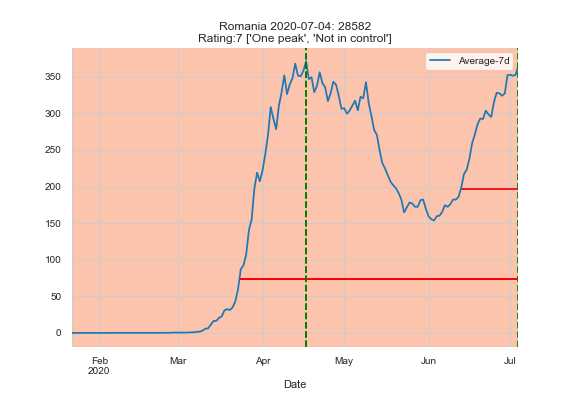 Romania 2020-07-04: 28582
Rating:7 ['One peak', 'Not in control']
Average-7d
350
300
250
200
150
100
50
0
Feb
2020
Mar
Apr
May
Jun
Jul
Date